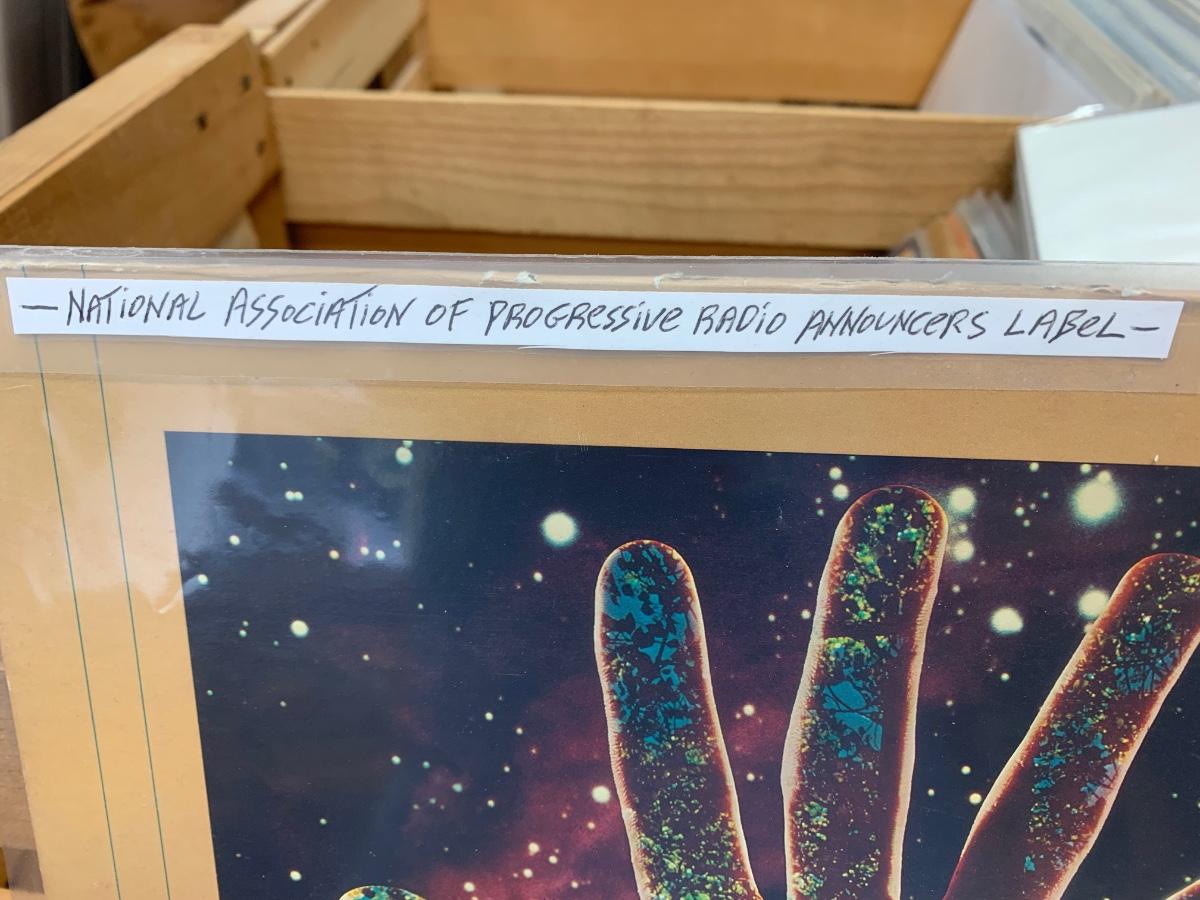 — NATiONAL ASSOCiATiON OF PROGRESSiVE RADiO ANNOUNCERS LABEL —